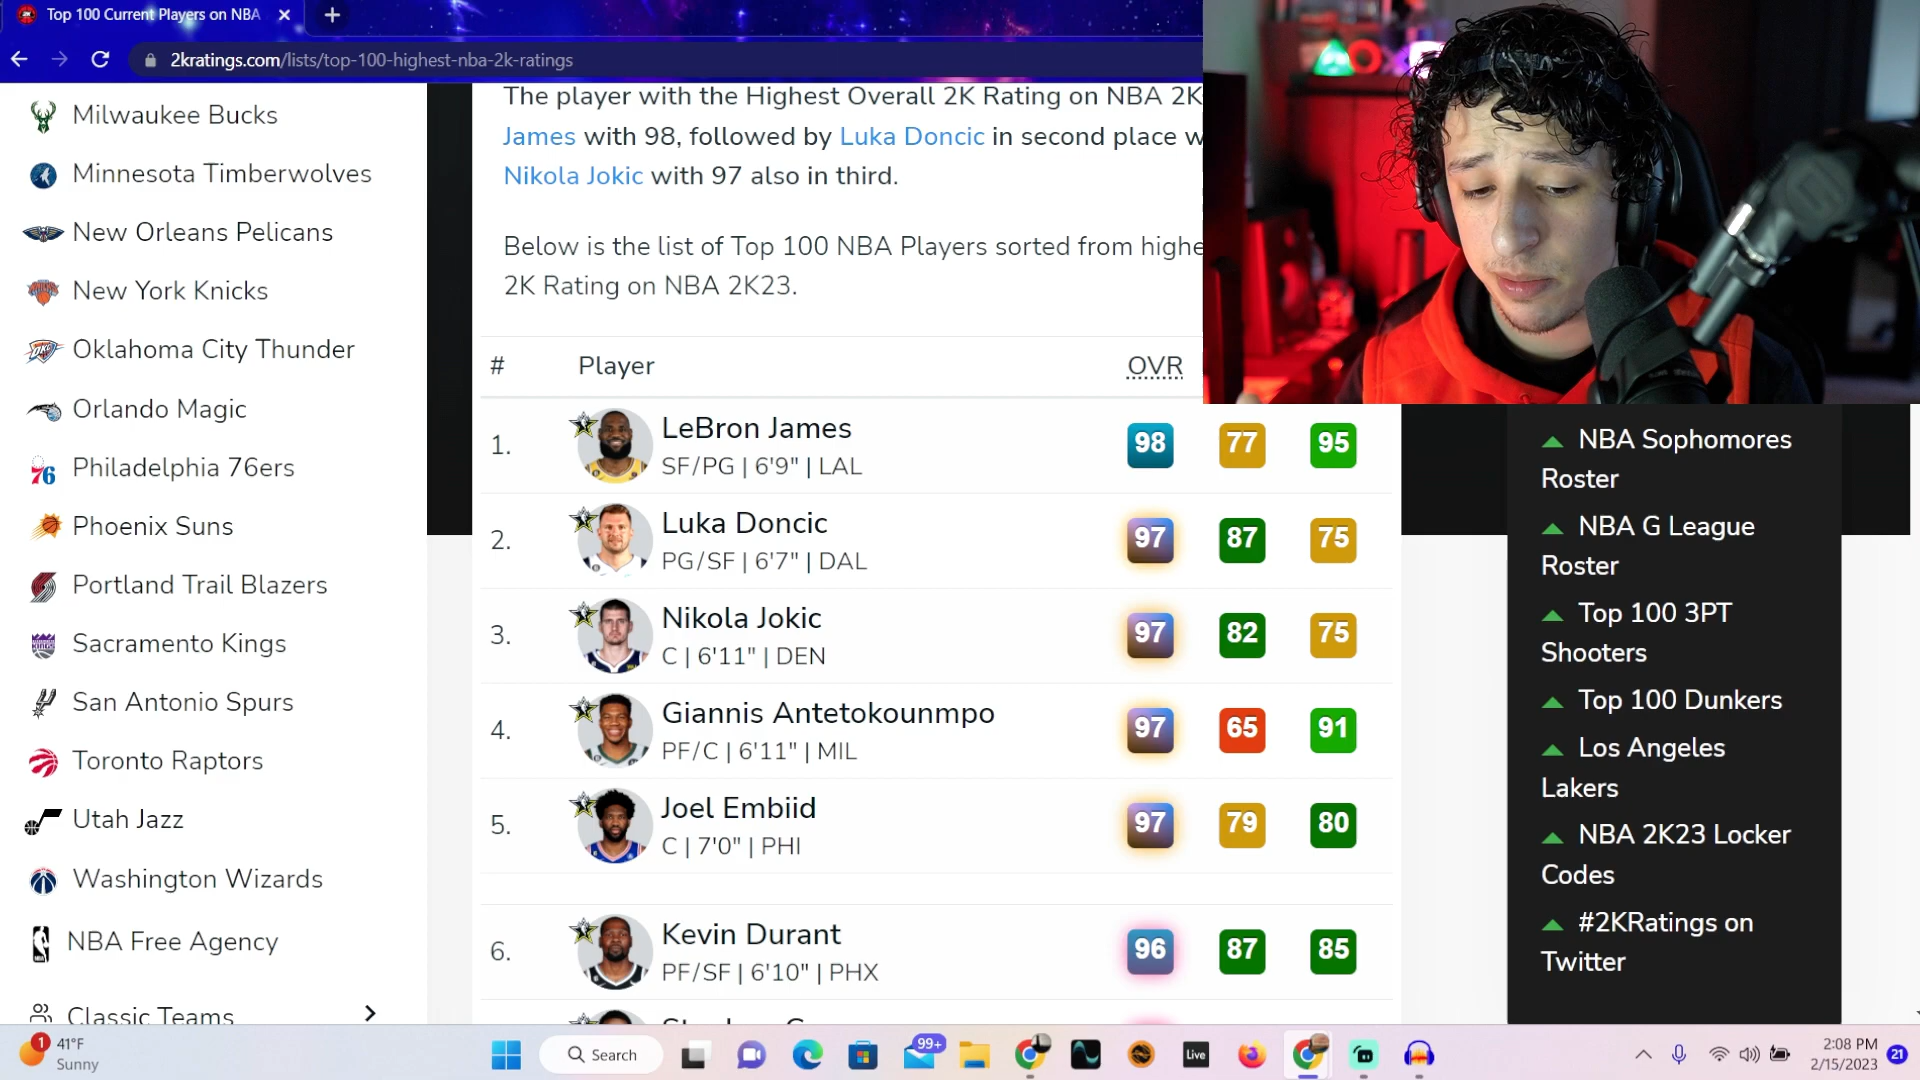 Top 100 Current Players on NBA
2kratings.com/lists/top-100-highest-nba-2k-ratings
Milwaukee Bucks
Minnesota Timberwolves
New Orleans Pelicans
New York Knicks
Oklahoma City Thunder
Orlando Magic
Philadelphia 76ers
Phoenix Suns
Portland Trail Blazers
Sacramento Kings
San Antonio Spurs
Toronto Raptors
Utah Jazz
Washington Wizards
NBA Free Agency
Classic Teams
The player with the Highest Overall 2K Rating on NBA 2K
James with 98, followed by Luka Doncic in second place w
Nikola Jokic with 97 also in third.
Below is the list of Top 100 NBA Players sorted from highe
2K Rating on NBA 2K23.
# Player OVR
1. LeBron James 98 77 95
SF/PG | 6'9" | LAL
2. Luka Doncic 97 87 75
PG/SF | 6'7" | DAL
3. Nikola Jokic 97 82 75
C | 6'11" | DEN
4. Giannis Antetokounmpo 97 65 91
PF/C | 6'11" | MIL
5. Joel Embiid 97 79 80
C | 7'0" | PHI
6. Kevin Durant 96 87 85
PF/SF | 6'10" | PHX
NBA Sophomores
Roster
NBA G League
Roster
Top 100 3PT
Shooters
Top 100 Dunkers
Los Angeles
Lakers
NBA 2K23 Locker
Codes
#2KRatings on
Twitter
1
41°F
Sunny
Search
99+
Live
2:08 PM
2/15/2023
21